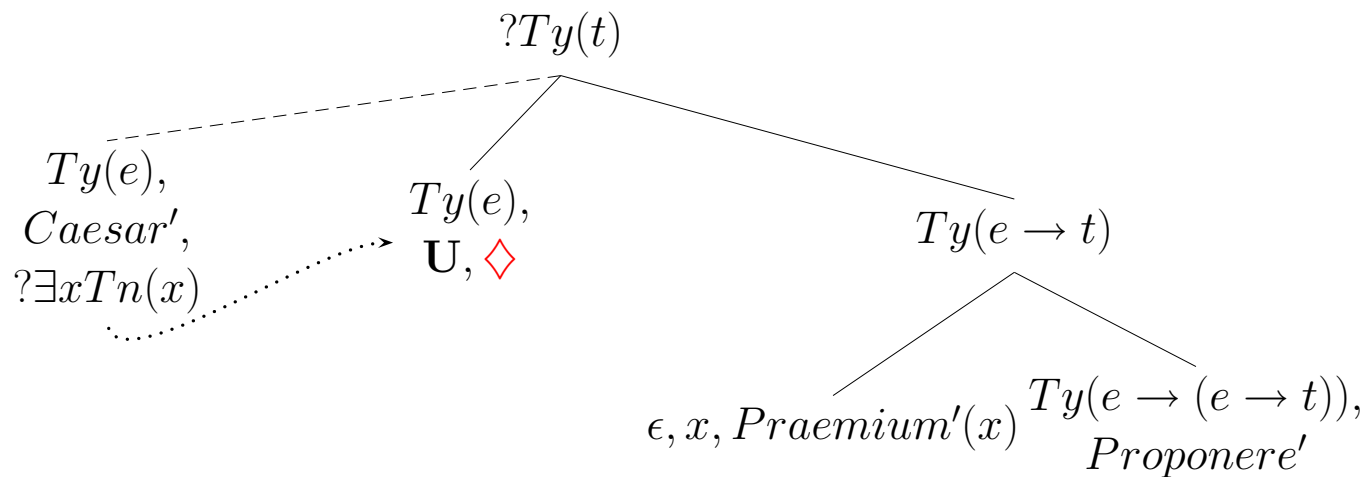 ?Ty(t)
Ty(e),
Caesar′,
?∃xTn(x)
Ty(e),
U, ♢
Ty(e → t)
ϵ, x, Praemium′(x)
Ty(e → (e → t)),
Proponere′